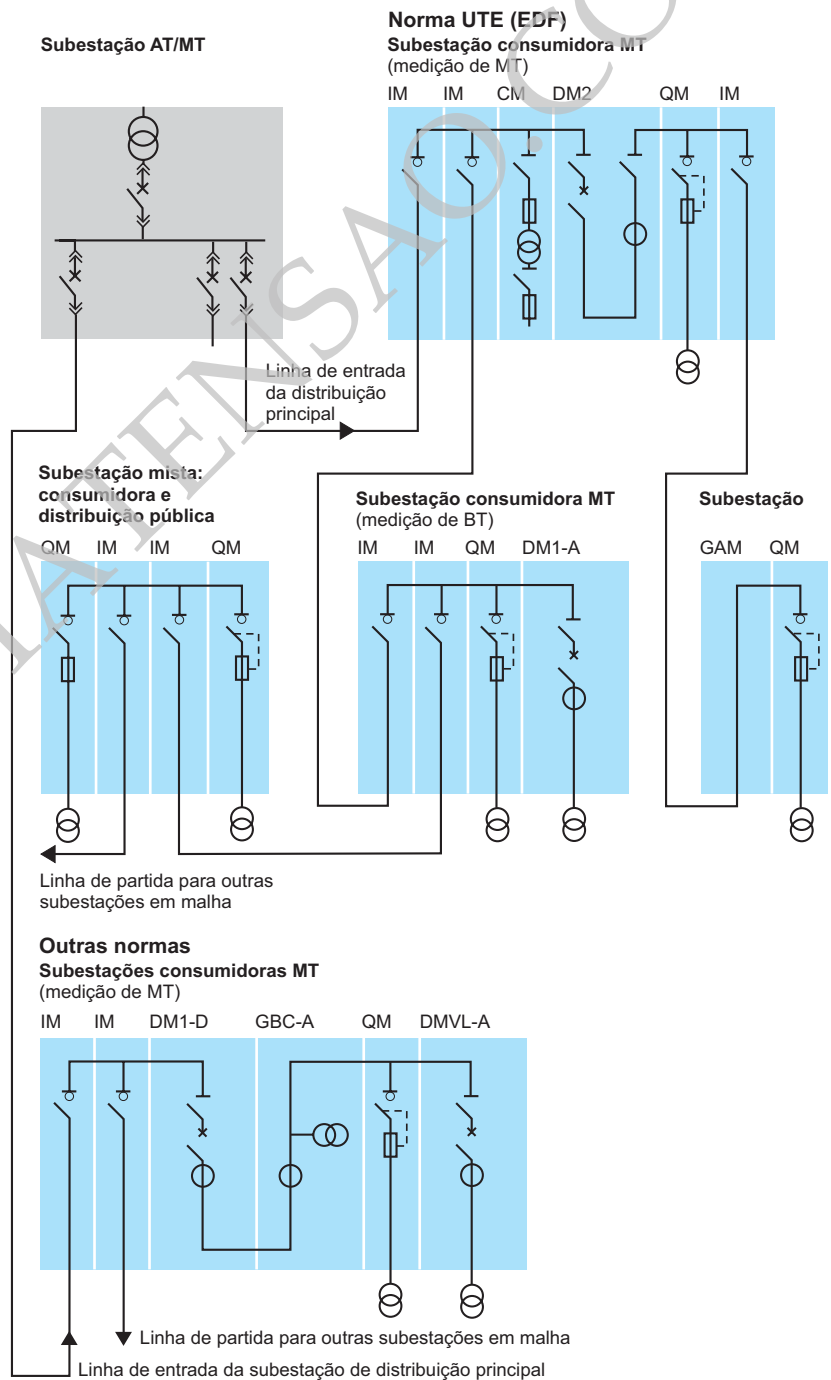 Norma UTE (EDF)
Subestação AT/MT
Subestação consumidora MT
(medição de MT)
IM IM CM DM2 QM IM
Linha de entrada
da distribuição
principal
Subestação mista:
consumidora e
distribuição pública
QM IM IM QM
Subestação consumidora MT
(medição de BT)
IM IM QM DM1-A
Subestação
GAM QM
Linha de partida para outras
subestações em malha
Outras normas
Subestações consumidoras MT
(medição de MT)
IM IM DM1-D GBC-A QM DMVL-A
Linha de partida para outras subestações em malha
Linha de entrada da subestação de distribuição principal
ATENSAO.CO